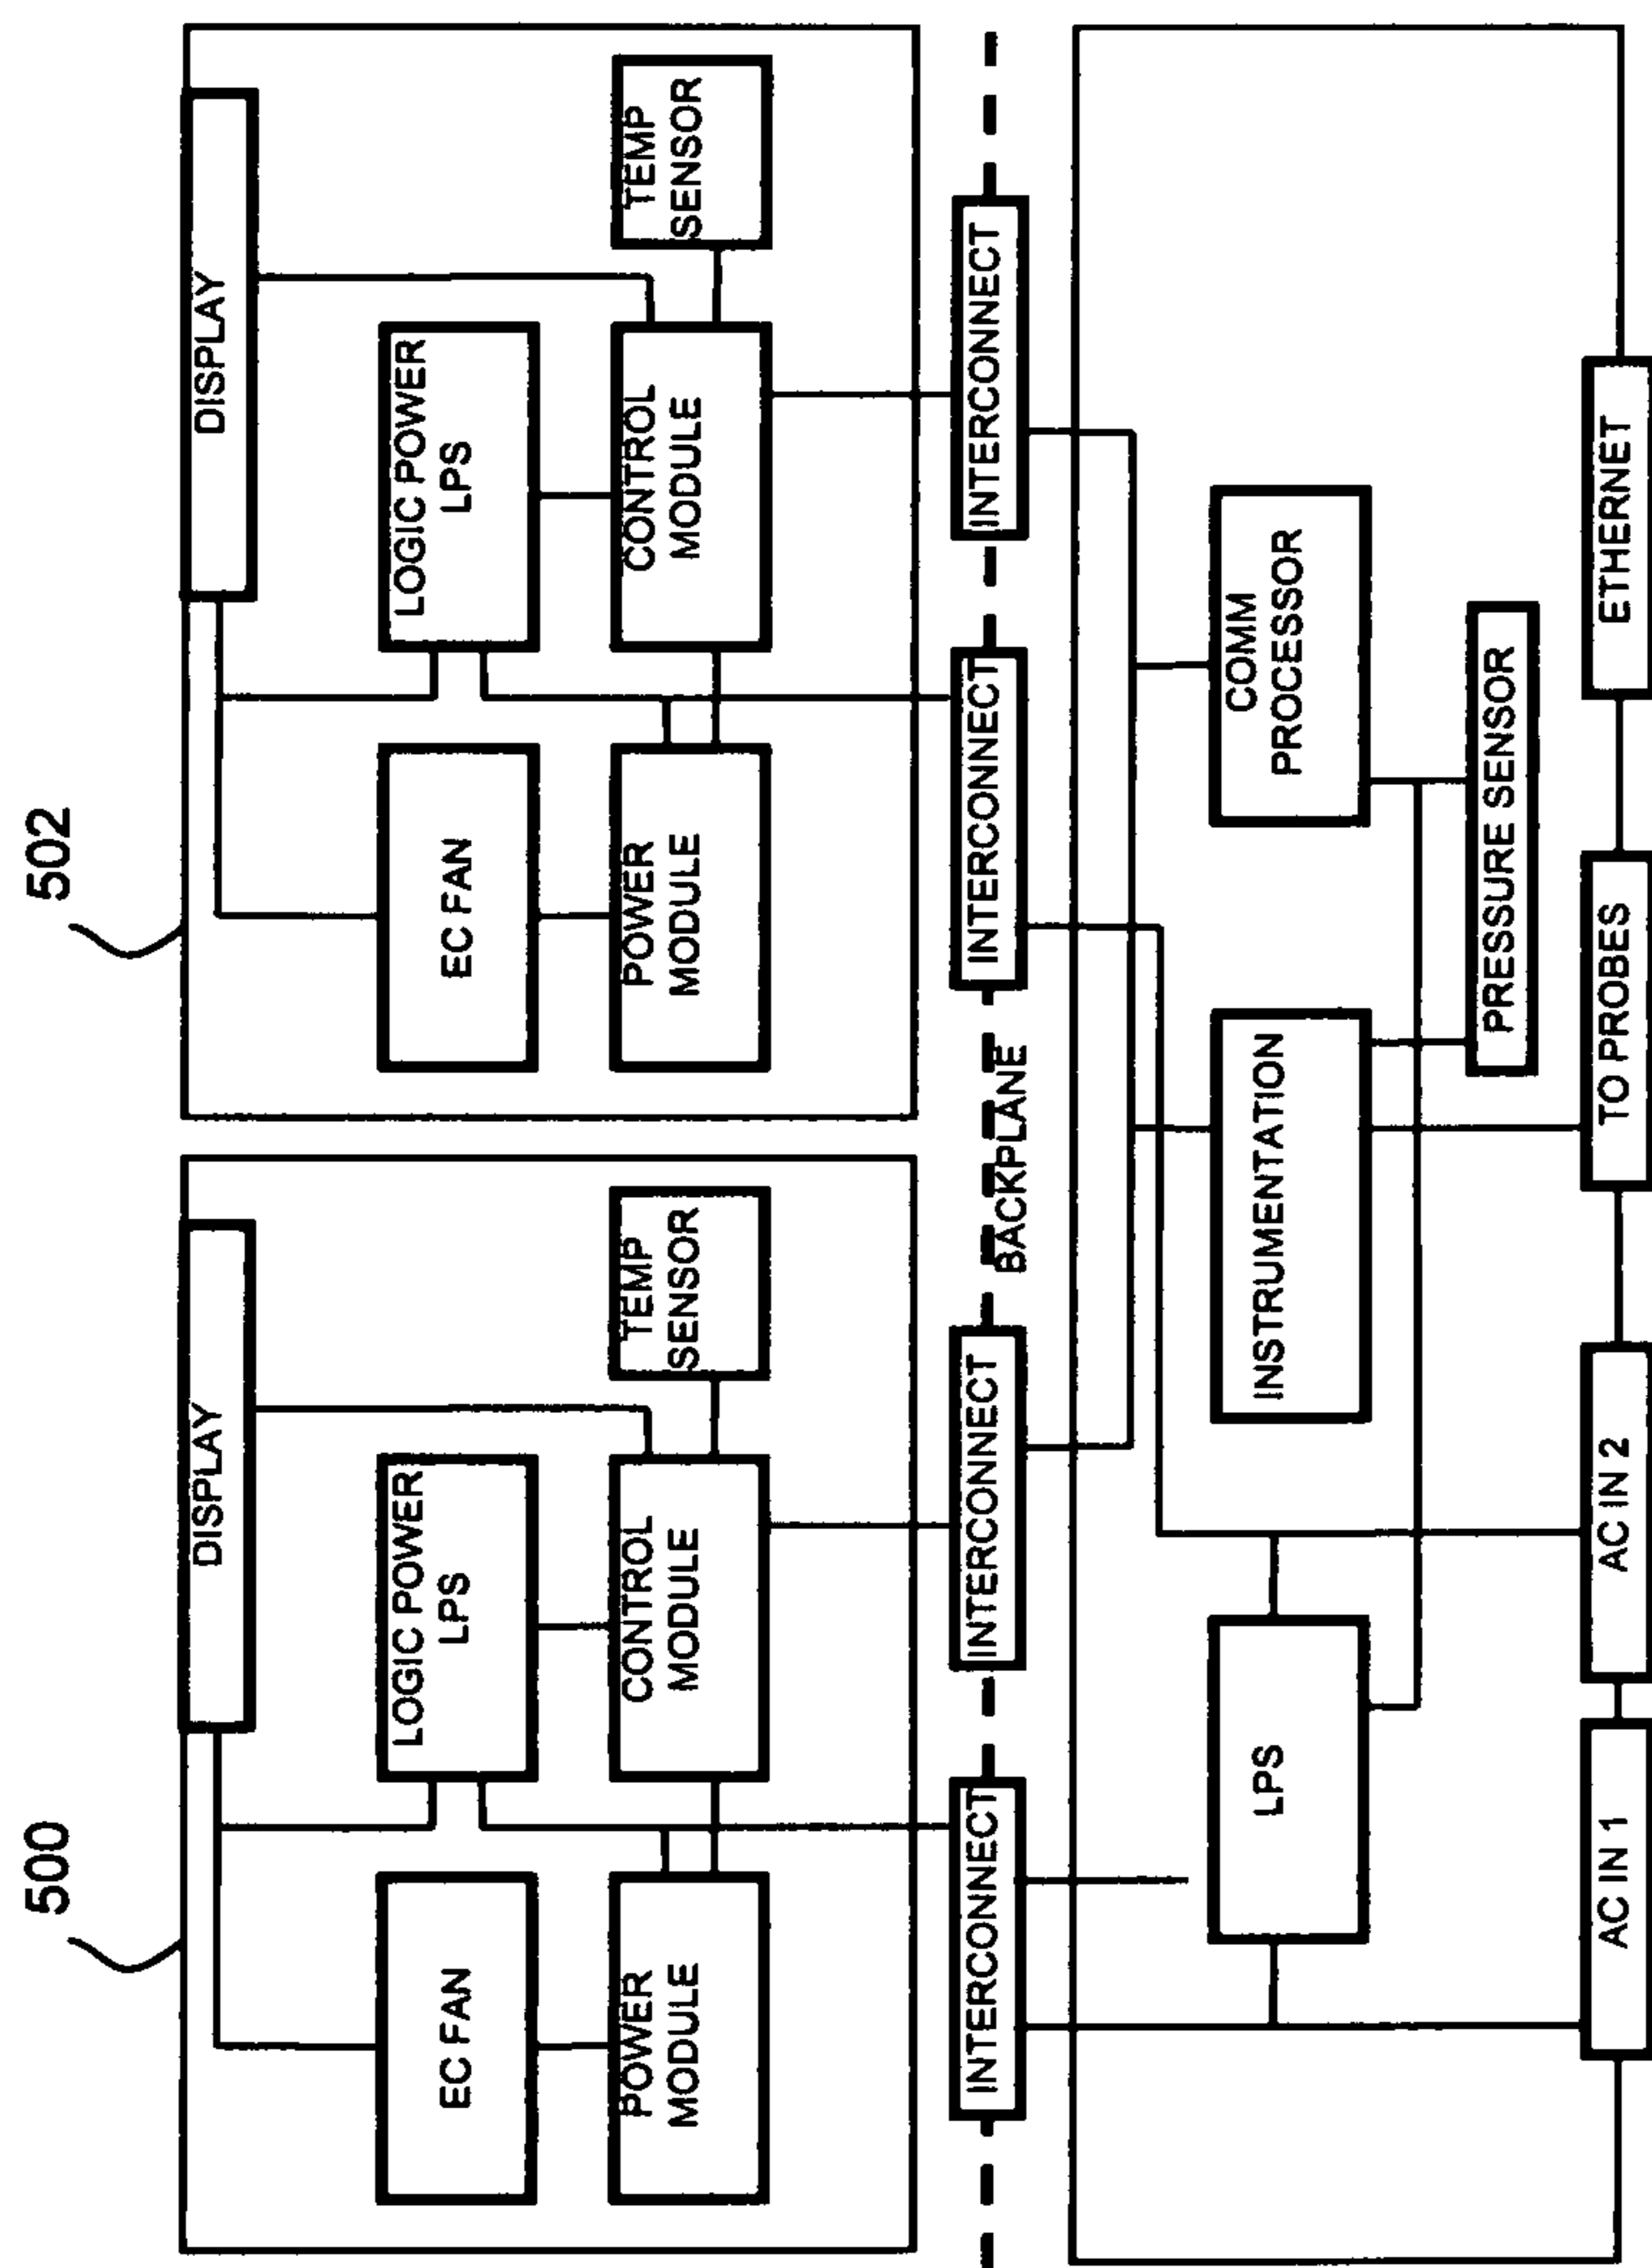 500
DISPLAY
EC FAN
LOGIC POWER
LPS
POWER
MODULE
CONTROL
MODULE
TEMP
SENSOR
502
DISPLAY
EC FAN
LOGIC POWER
LPS
POWER
MODULE
CONTROL
MODULE
TEMP
SENSOR
INTERCONNECT
INTERCONNECT
BACKPLANE
INTERCONNECT
INTERCONNECT
LPS
INSTRUMENTATION
COMM
PROCESSOR
PRESSURE SENSOR
AC IN 1
AC IN 2
TO PROBES
ETHERNET